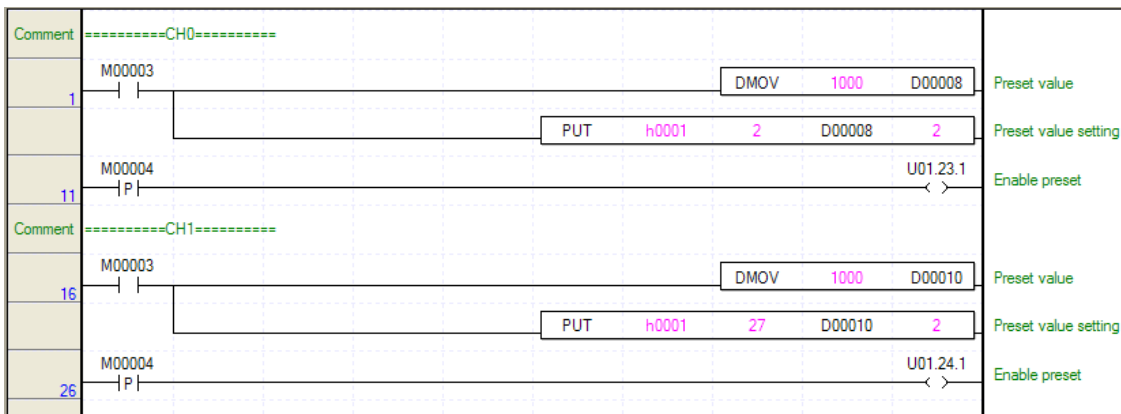 Comment ==========CH0==========
M00003
DMOV 1000 D00008 Preset value
1
PUT h0001 2 D00008 2 Preset value setting
M00004 U01.23.1
P Enable preset
11
Comment ==========CH1==========
M00003
DMOV 1000 D00010 Preset value
16
PUT h0001 27 D00010 2 Preset value setting
M00004 U01.24.1
P Enable preset
26